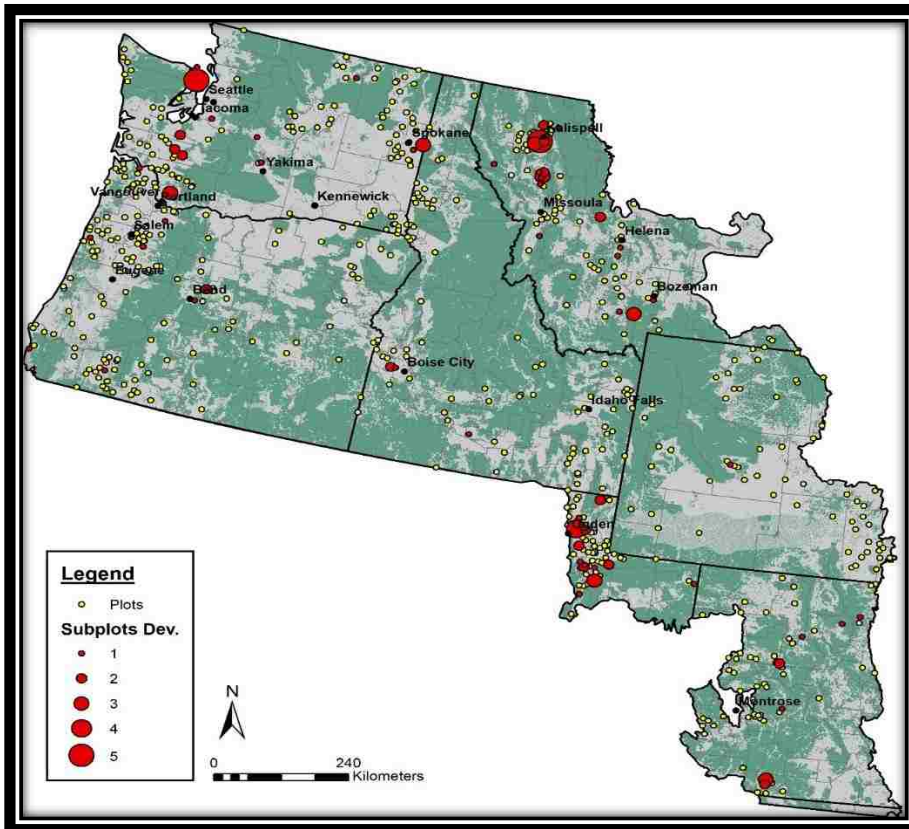 Seattle
Tacoma
Spokane
Kalispell
Yakima
Vancouver
Portland
Kennewick
Missoula
Salem
Helena
Eugene
Bend
Bozeman
Boise City
Idaho Falls
Ogden
Montrose
Legend
Plots
Subplots Dev.
1
2
3
4
5
N
0
240
Kilometers